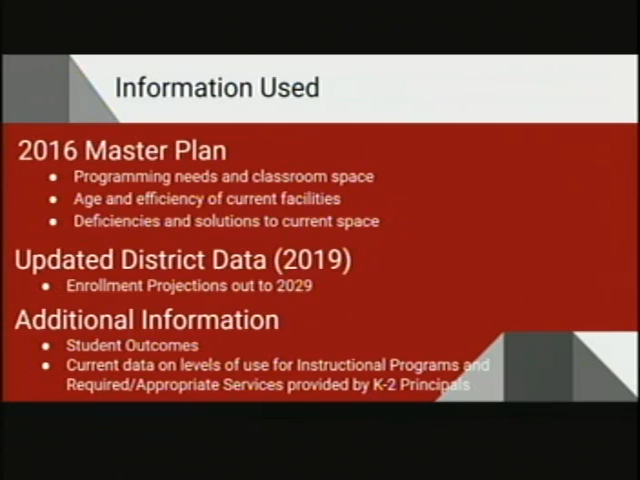 Information Used
2016 Master Plan
● Programming needs and classroom space
● Age and efficiency of current facilities
● Deficiencies and solutions to current space
Updated District Data (2019)
● Enrollment Projections out to 2029
Additional Information
● Student Outcomes
● Current data on levels of use for Instructional Programs and
Required/Appropriate Services provided by K-2 Principals